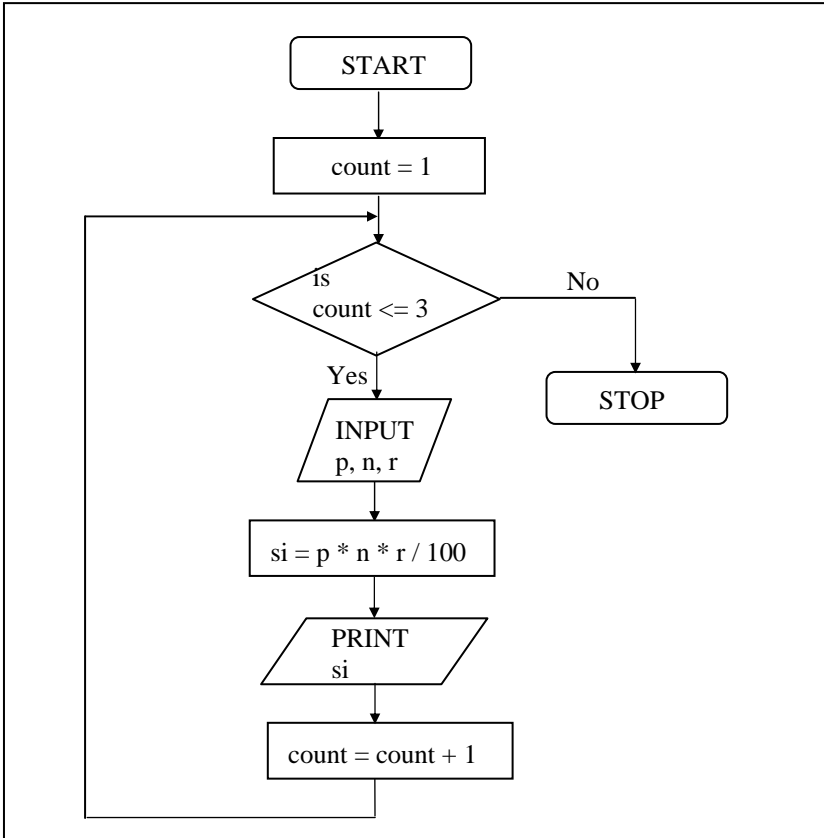 START
count = 1
is
count <= 3
No
Yes
STOP
INPUT
p, n, r
si = p * n * r / 100
PRINT
si
count = count + 1